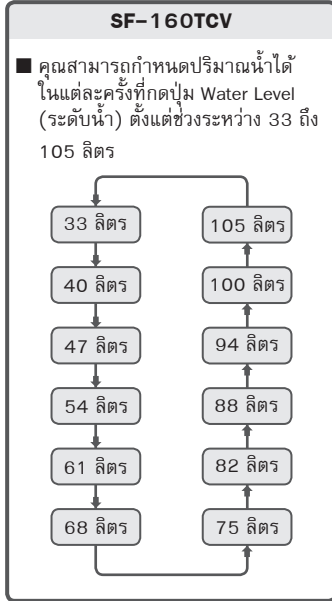 SF-160TCV
■ คุณสามารถกำหนดปริมาณน้ำได้
ในแต่ละครั้งที่กดปุ่ม Water Level
(ระดับน้ำ) ตั้งแต่ช่วงระหว่าง 33 ถึง
105 ลิตร
33 ลิตร
40 ลิตร
47 ลิตร
54 ลิตร
61 ลิตร
68 ลิตร
75 ลิตร
82 ลิตร
88 ลิตร
94 ลิตร
100 ลิตร
105 ลิตร